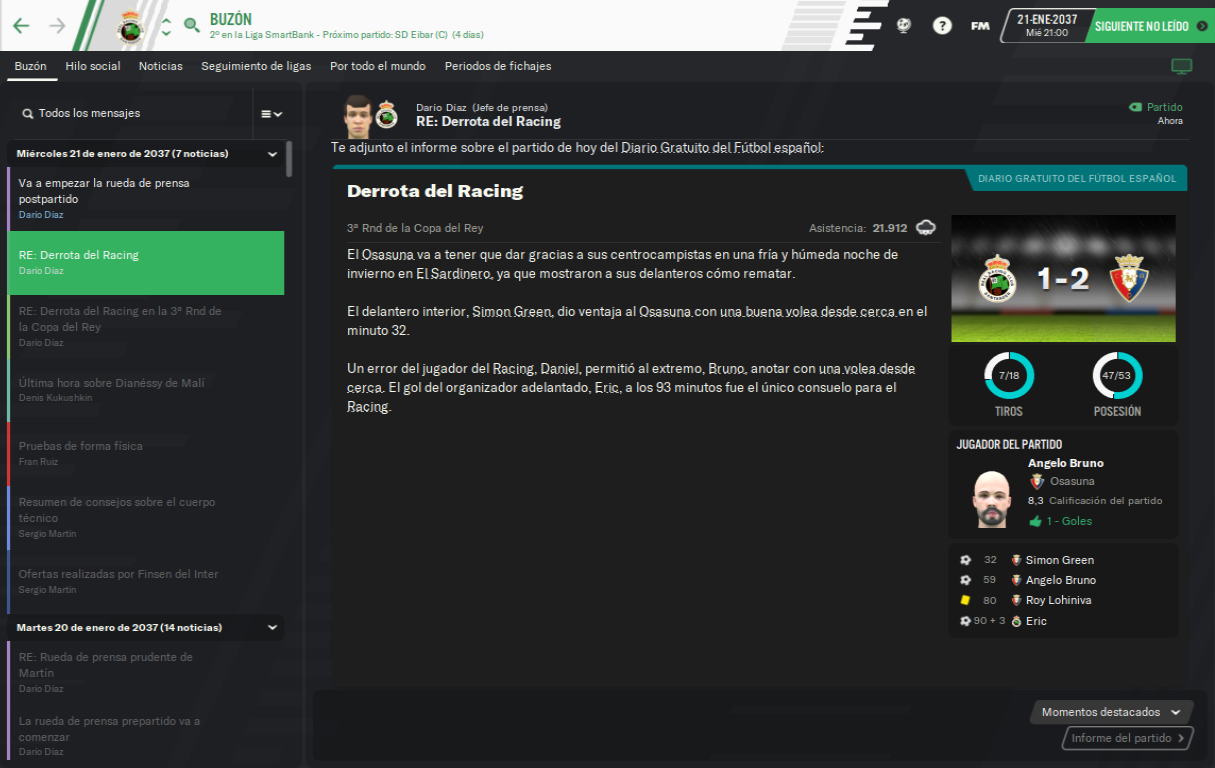 BUZÓN
2º en la Liga SmartBank - Próximo partido: SD Eibar (C) (4 días)
FM
21-ENE-2037
Mié 21:00
SIGUIENTE NO LEÍDO
Buzón
Hilo social
Noticias
Seguimiento de ligas
Por todo el mundo
Periodos de fichajes
Todos los mensajes
Miércoles 21 de enero de 2037 (7 noticias)
Va a empezar la rueda de prensa
postpartido
Darío Díaz
RE: Derrota del Racing
Darío Díaz
RE: Derrota del Racing en la 3ª Rnd de
la Copa del Rey
Darío Díaz
Última hora sobre Dianéssy de Malí
Denis Kukushkin
Pruebas de forma física
Fran Ruiz
Resumen de consejos sobre el cuerpo
técnico
Sergio Martín
Ofertas realizadas por Finsen del Inter
Sergio Martín
Martes 20 de enero de 2037 (14 noticias)
RE: Rueda de prensa prudente de
Martín
Darío Díaz
La rueda de prensa prepartido va a
comenzar
Darío Díaz
Darío Díaz (Jefe de prensa)
RE: Derrota del Racing
Partido
Ahora
Te adjunto el informe sobre el partido de hoy del Diario Gratuito del Fútbol español:
DIARIO GRATUITO DEL FÚTBOL ESPAÑOL
Derrota del Racing
3ª Rnd de la Copa del Rey
Asistencia: 21.912
El Osasuna va a tener que dar gracias a sus centrocampistas en una fría y húmeda noche de
invierno en El Sardinero, ya que mostraron a sus delanteros cómo rematar.
El delantero interior, Simon Green, dio ventaja al Osasuna con una buena volea desde cerca en el
minuto 32.
Un error del jugador del Racing, Daniel, permitió al extremo, Bruno, anotar con una volea desde
cerca. El gol del organizador adelantado, Eric, a los 93 minutos fue el único consuelo para el
Racing.
1-2
7/18
TIROS
47/53
POSESIÓN
JUGADOR DEL PARTIDO
Angelo Bruno
Osasuna
8,3 Calificación del partido
1 - Goles
32 Simon Green
59 Angelo Bruno
80 Roy Lohiniva
90 + 3 Eric
Momentos destacados
Informe del partido